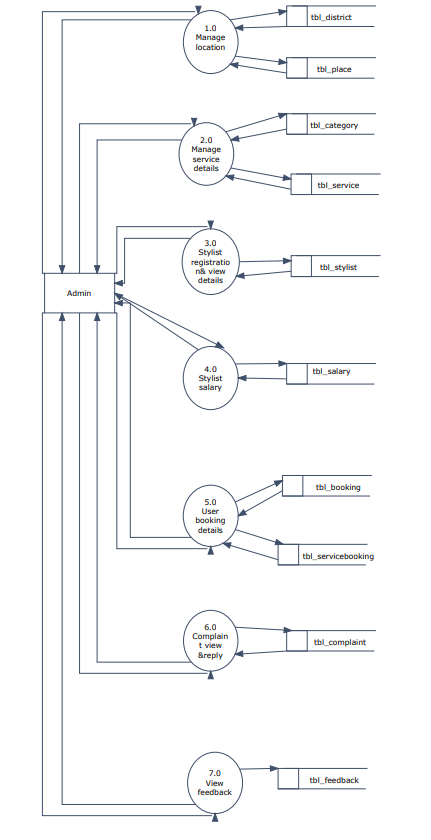 1.0
Manage
location
tbl_district
tbl_place
2.0
Manage
service
details
tbl_category
tbl_service
3.0
Stylist
registratio
n& view
details
tbl_stylist
Admin
4.0
Stylist
salary
tbl_salary
5.0
User
booking
details
tbl_booking
tbl_servicebooking
6.0
Complain
t view
&reply
tbl_complaint
7.0
View
feedback
tbl_feedback